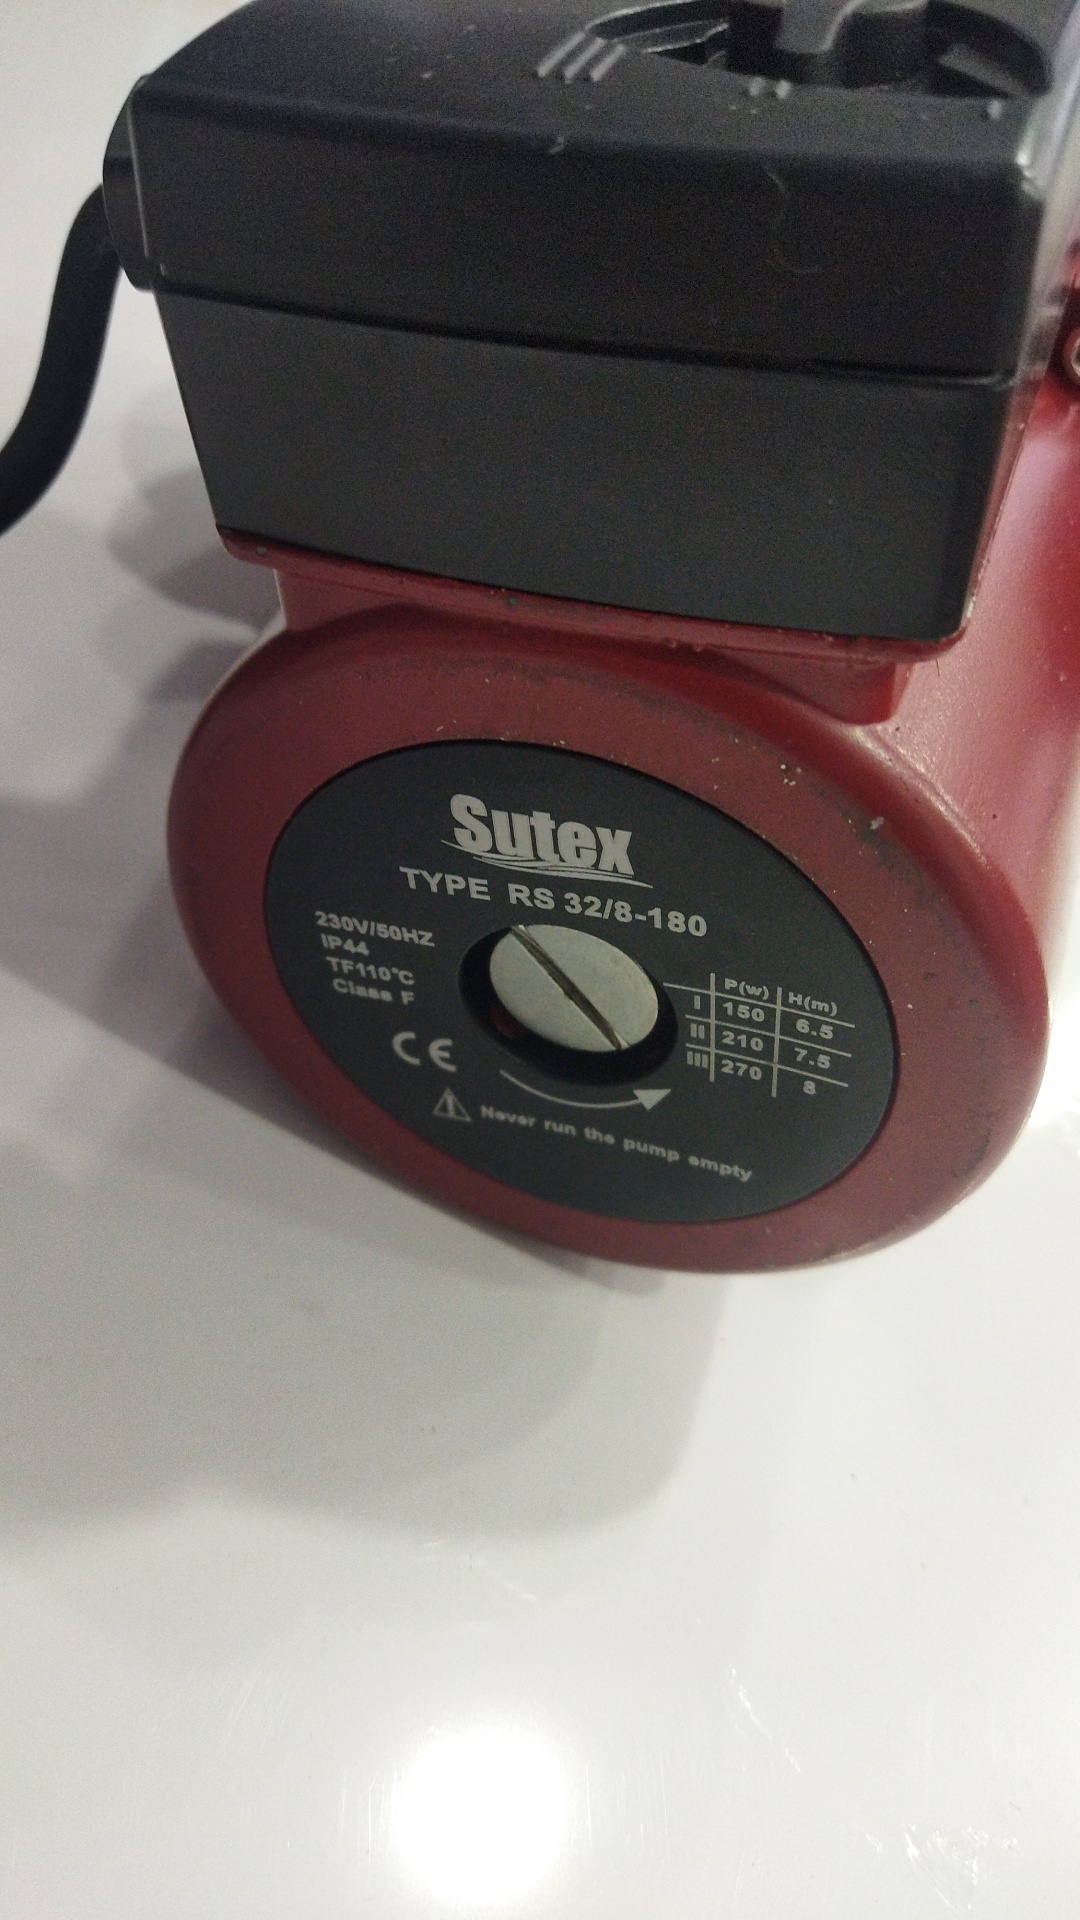 Sutex
TYPE RS 32/8-180
230V/50HZ
IP44
TF110°C
Class F
CE
P(w) H(m)
I 150 6.5
II 210 7.5
III 270 8
Never run the pump empty